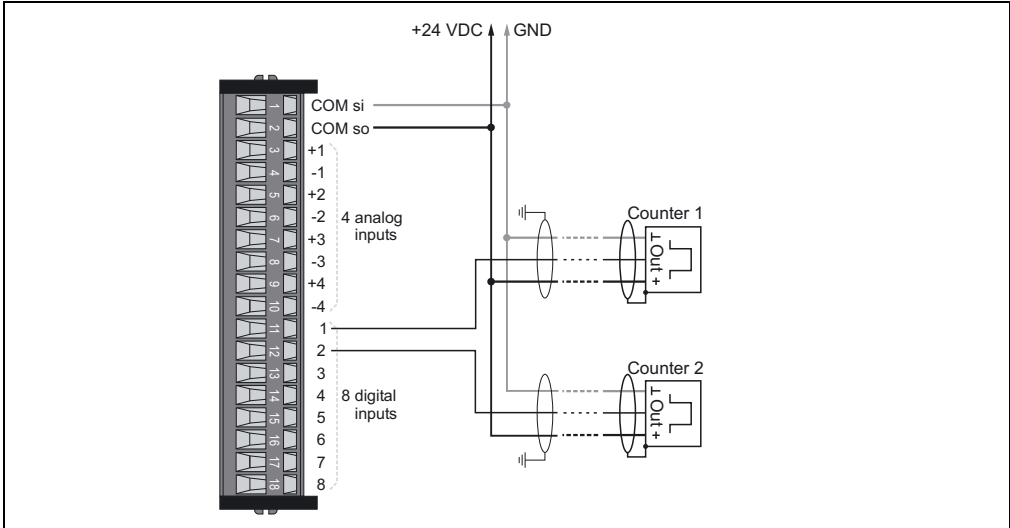 +24 VDC GND
1 COM si
2 COM so
3 +1
4 -1
5 +2
6 -2
7 +3
8 -3
9 +4
10 -4
4 analog
inputs
11 1
12 2
13 3
14 4
15 5
16 6
17 7
18 8
8 digital
inputs
Counter 1
⊥ Out +
Counter 2
⊥ Out +